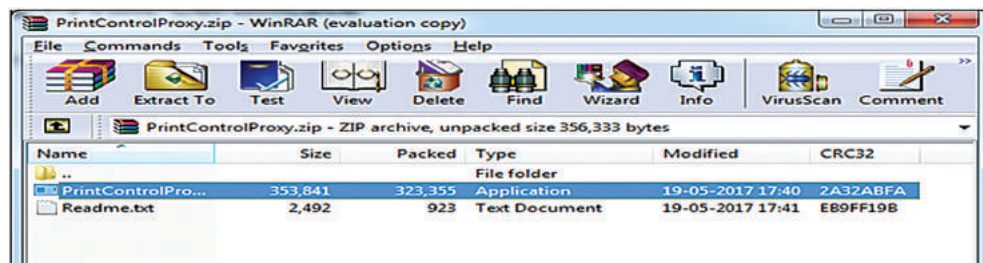 PrintControlProxy.zip - WinRAR (evaluation copy)
File Commands Tools Favorites Options Help
Add Extract To Test View Delete Find Wizard Info VirusScan Comment »
PrintControlProxy.zip - ZIP archive, unpacked size 356,333 bytes
Name Size Packed Type Modified CRC32
.. File folder
PrintControlPro... 353,841 323,355 Application 19-05-2017 17:40 2A32ABFA
Readme.txt 2,492 923 Text Document 19-05-2017 17:41 EB9FF19B